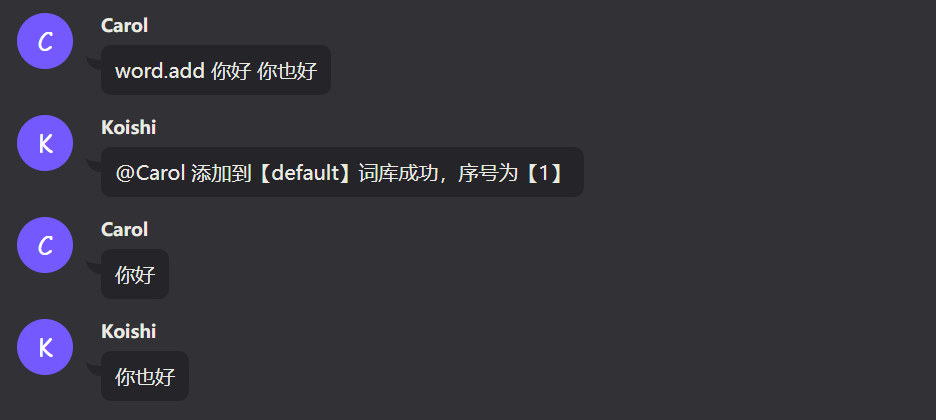 C
Carol
word.add 你好 你也好
K
Koishi
@Carol 添加到【default】词库成功，序号为【1】
C
Carol
你好
K
Koishi
你也好